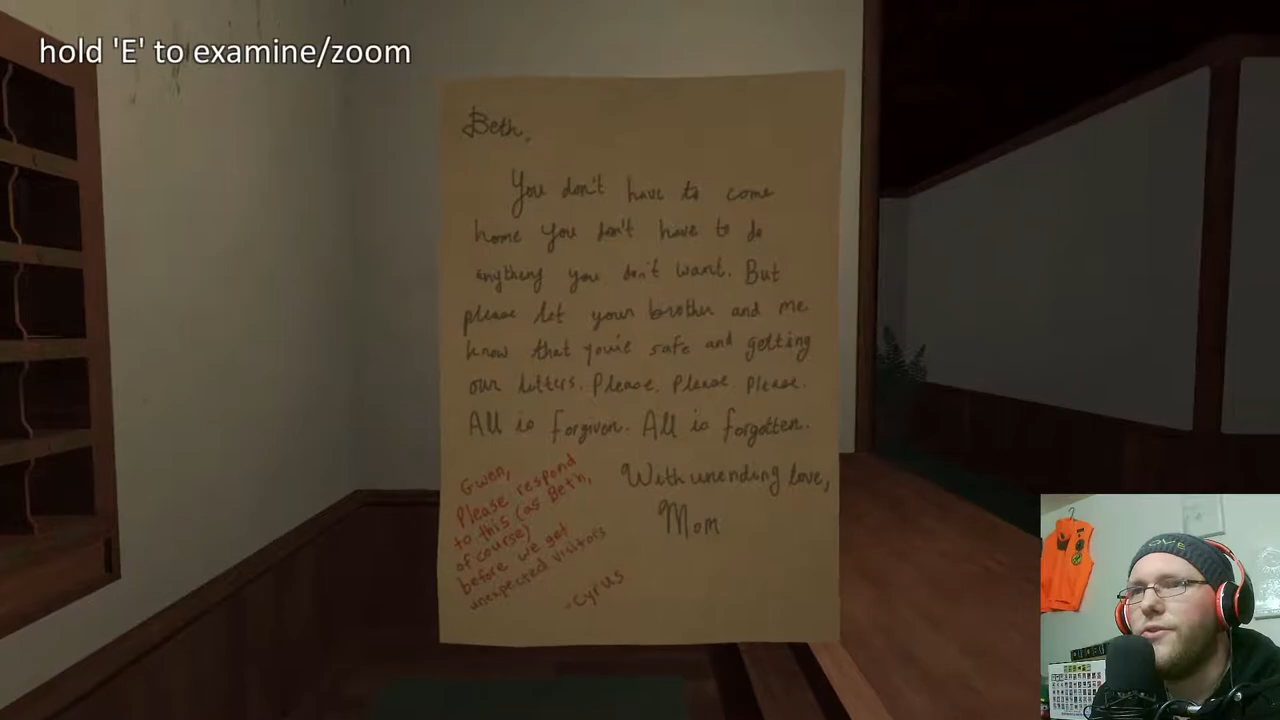 hold 'E' to examine/zoom
Beth,
You don't have to come
home you don't have to do
anything you don't want. But
please let your brother and me
know that you're safe and getting
our letters. Please. Please. Please.
All is forgiven. All is forgotten.
With unending love,
Mom
Gwen,
Please respond
to this (as Beth,
of course)
before we get
unexpected visitors
-Cyrus